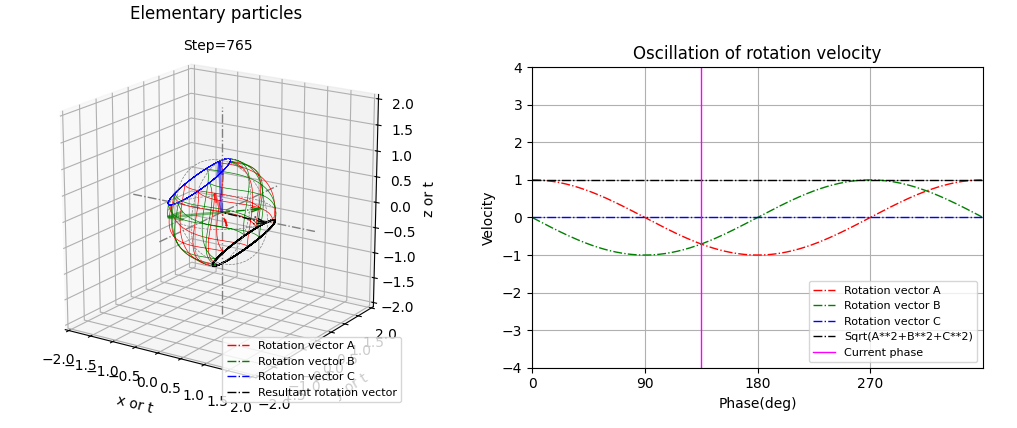 Elementary particles
Step=765
2.0
1.5
1.0
0.5
0.0
−0.5
−1.0
−1.5
−2.0
z or t
−2.0
−1.5
−1.0
−0.5
0.0
0.5
1.0
1.5
2.0
x or t
−2.0
2.0
Rotation vector A
Rotation vector B
Rotation vector C
Resultant rotation vector
Oscillation of rotation velocity
4
3
2
1
0
−1
−2
−3
−4
Velocity
0
90
180
270
Phase(deg)
Rotation vector A
Rotation vector B
Rotation vector C
Sqrt(A**2+B**2+C**2)
Current phase